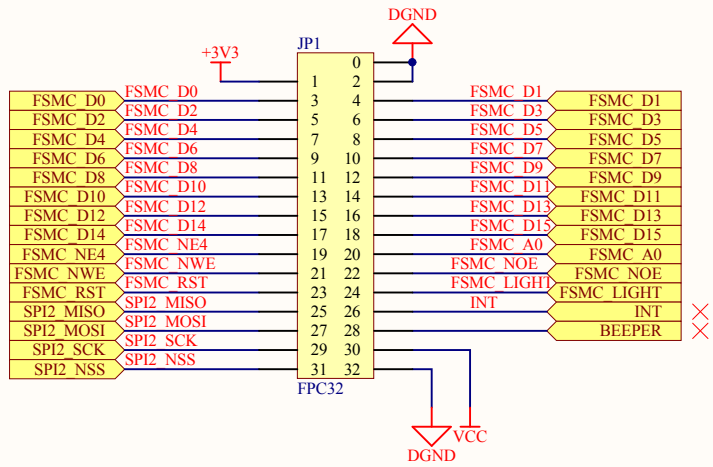 DGND
JP1
+3V3
0
1 2
FSMC_D0 FSMC_D0 3 4 FSMC_D1 FSMC_D1
FSMC_D2 FSMC_D2 5 6 FSMC_D3 FSMC_D3
FSMC_D4 FSMC_D4 7 8 FSMC_D5 FSMC_D5
FSMC_D6 FSMC_D6 9 10 FSMC_D7 FSMC_D7
FSMC_D8 FSMC_D8 11 12 FSMC_D9 FSMC_D9
FSMC_D10 FSMC_D10 13 14 FSMC_D11 FSMC_D11
FSMC_D12 FSMC_D12 15 16 FSMC_D13 FSMC_D13
FSMC_D14 FSMC_D14 17 18 FSMC_D15 FSMC_D15
FSMC_NE4 FSMC_NE4 19 20 FSMC_A0 FSMC_A0
FSMC_NWE FSMC_NWE 21 22 FSMC_NOE FSMC_NOE
FSMC_RST FSMC_RST 23 24 FSMC_LIGHT FSMC_LIGHT
SPI2_MISO SPI2_MISO 25 26 INT INT
SPI2_MOSI SPI2_MOSI 27 28 BEEPER
SPI2_SCK SPI2_SCK 29 30
SPI2_NSS SPI2_NSS 31 32
FPC32
VCC
DGND